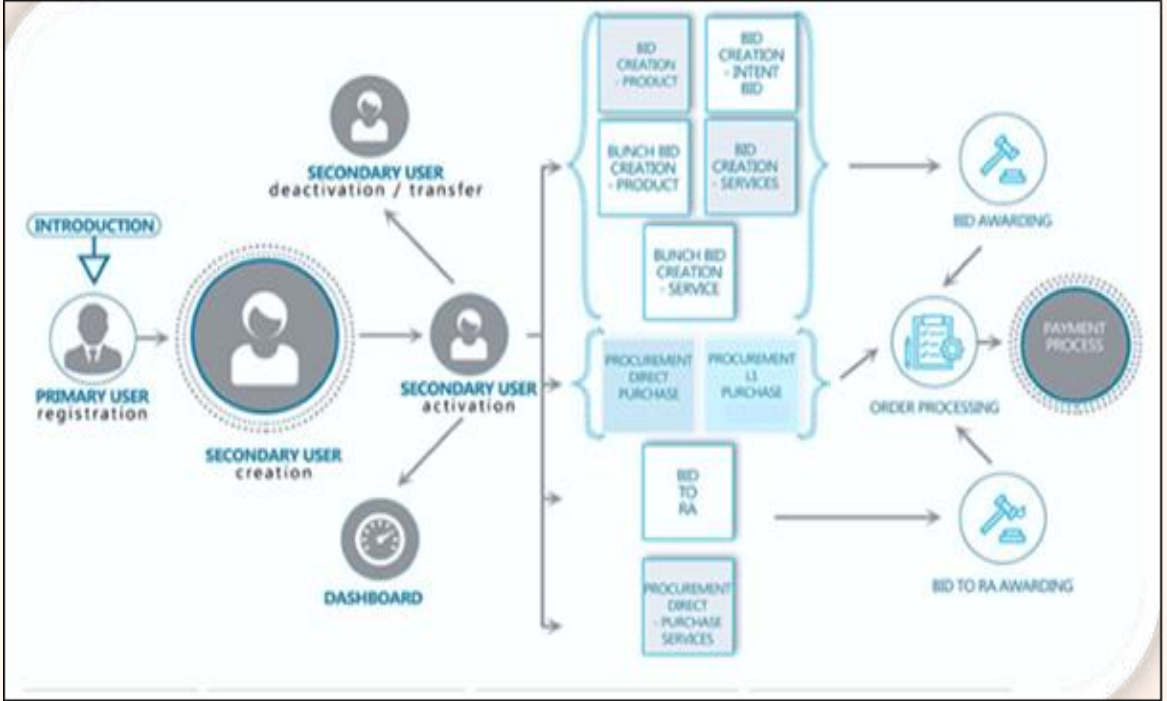 INTRODUCTION
PRIMARY USER
registration
SECONDARY USER
creation
SECONDARY USER
deactivation / transfer
SECONDARY USER
activation
DASHBOARD
BID
CREATION
- PRODUCT
BID
CREATION
- INTENT
BID
BUNCH BID
CREATION
- PRODUCT
BID
CREATION
- SERVICES
BUNCH BID
CREATION
- SERVICE
PROCUREMENT
DIRECT
PURCHASE
PROCUREMENT
L1
PURCHASE
BID
TO
RA
PROCUREMENT
DIRECT
- PURCHASE
SERVICES
BID AWARDING
ORDER PROCESSING
PAYMENT
PROCESS
BID TO RA AWARDING